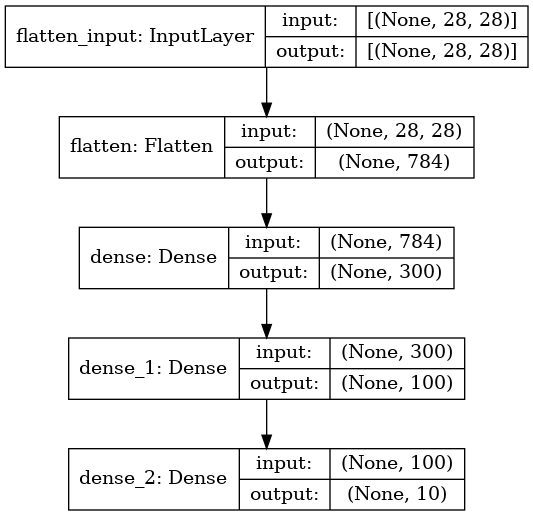 flatten_input: InputLayer
input: [(None, 28, 28)]
output: [(None, 28, 28)]
flatten: Flatten
input: (None, 28, 28)
output: (None, 784)
dense: Dense
input: (None, 784)
output: (None, 300)
dense_1: Dense
input: (None, 300)
output: (None, 100)
dense_2: Dense
input: (None, 100)
output: (None, 10)